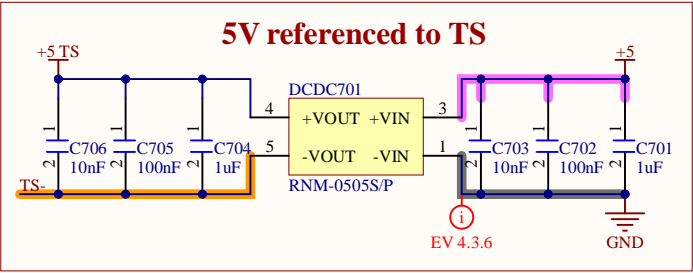 5V referenced to TS
+5 TS
+5
DCDC701
4
+VOUT +VIN
3
5
-VOUT -VIN
1
RNM-0505S/P
1
2
C706
10nF
1
2
C705
100nF
1
2
C704
1uF
1
2
C703
10nF
1
2
C702
100nF
1
2
C701
1uF
TS-
i
EV 4.3.6
GND